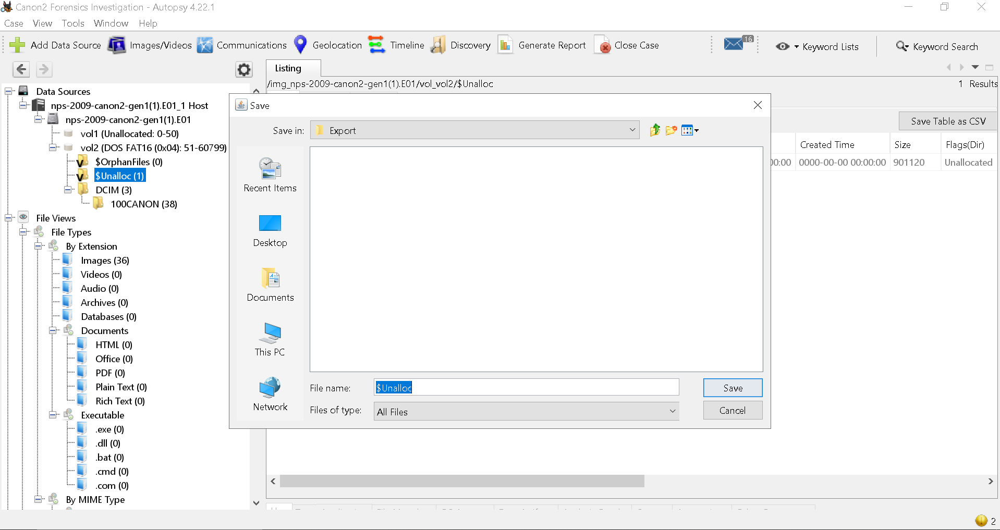 Canon2 Forensics Investigation - Autopsy 4.22.1
Case View Tools Window Help
Add Data Source Images/Videos Communications Geolocation Timeline Discovery Generate Report Close Case 16 Keyword Lists Keyword Search
Listing
/img_nps-2009-canon2-gen1(1).E01/vol_vol2/$Unalloc
1 Results
Data Sources
nps-2009-canon2-gen1(1).E01_1 Host
nps-2009-canon2-gen1(1).E01
vol1 (Unallocated: 0-50)
vol2 (DOS FAT16 (0x04): 51-60799)
$OrphanFiles (0)
$Unalloc (1)
DCIM (3)
100CANON (38)
File Views
File Types
By Extension
Images (36)
Videos (0)
Audio (0)
Archives (0)
Databases (0)
Documents
HTML (0)
Office (0)
PDF (0)
Plain Text (0)
Rich Text (0)
Executable
.exe (0)
.dll (0)
.bat (0)
.cmd (0)
.com (0)
By MIME Type
Save
Save in: Export
Recent Items
Desktop
Documents
This PC
Network
File name: $Unalloc
Files of type: All Files
Save
Cancel
Save Table as CSV
Created Time Size Flags(Dir)
00:00 0000-00-00 00:00:00 901120 Unallocated
2